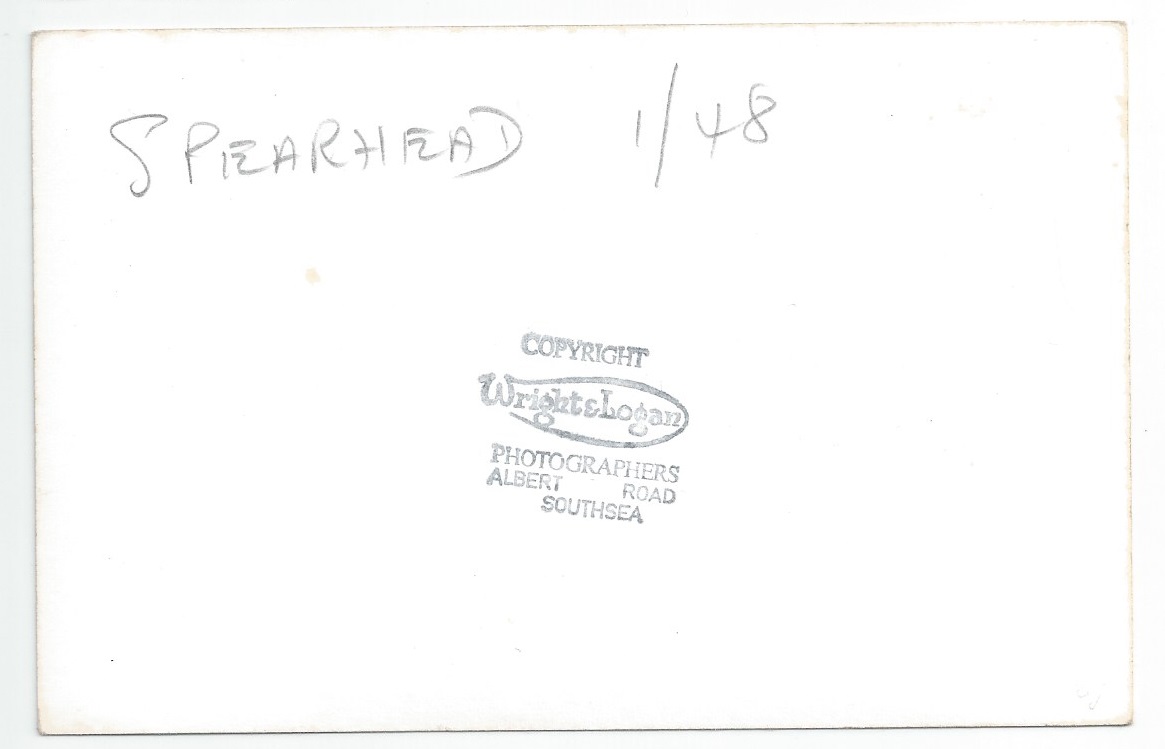 SPEARHEAD 1/48
COPYRIGHT
Wright & Logan
PHOTOGRAPHERS
ALBERT ROAD
SOUTHSEA